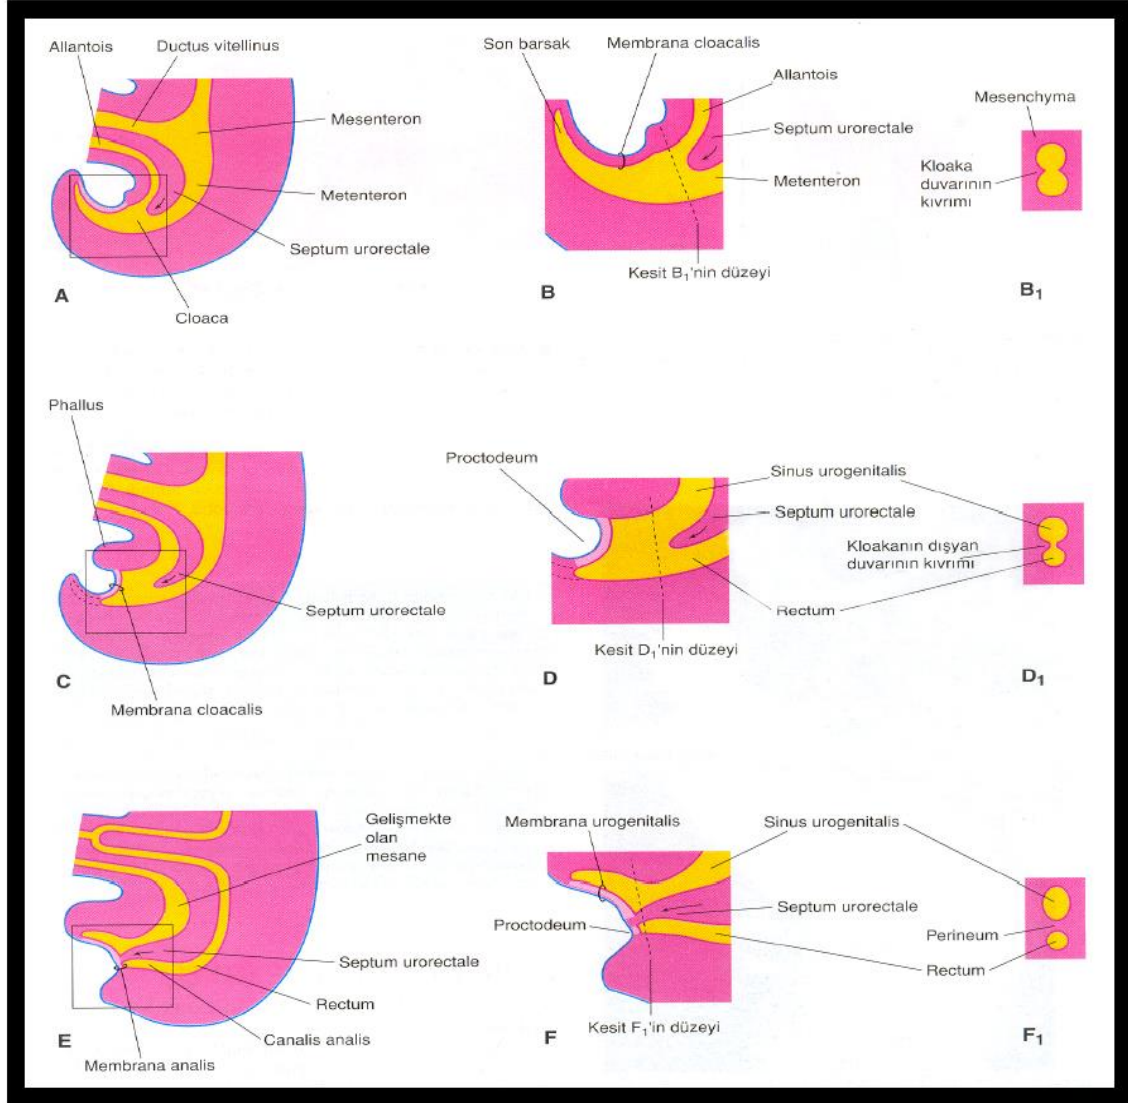 Allantois
Ductus vitellinus
Mesenteron
Metenteron
Septum urorectale
Cloaca
A
Son barsak
Membrana cloacalis
Allantois
Septum urorectale
Metenteron
Kesit B1'nin düzeyi
B
Mesenchyma
Kloaka
duvarının
kıvrımı
B1
Phallus
Septum urorectale
Membrana cloacalis
C
Proctodeum
Sinus urogenitalis
Septum urorectale
Rectum
Kesit D1'nin düzeyi
D
Kloakanın dışyan
duvarının kıvrımı
D1
Gelişmekte
olan
mesane
Septum urorectale
Rectum
Canalis analis
Membrana analis
E
Membrana urogenitalis
Sinus urogenitalis
Septum urorectale
Proctodeum
Rectum
Kesit F1'in düzeyi
F
Perineum
F1